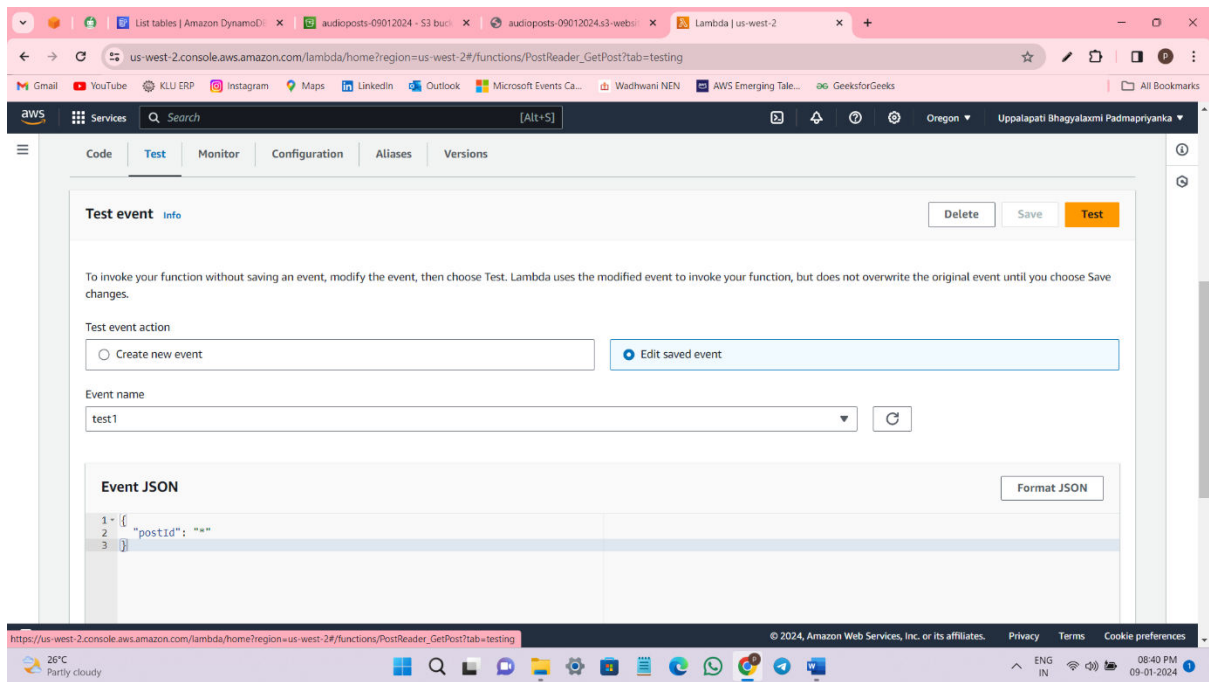 List tables | Amazon DynamoDB
audioposts-09012024 - S3 buck
audioposts-09012024.s3-websi
Lambda | us-west-2
us-west-2.console.aws.amazon.com/lambda/home?region=us-west-2#/functions/PostReader_GetPost?tab=testing
Gmail YouTube KLU ERP Instagram Maps LinkedIn Outlook Microsoft Events Ca... Wadhwani NEN AWS Emerging Tale... GeeksforGeeks All Bookmarks
aws Services Search [Alt+S] Oregon Uppalapati Bhagyalaxmi Padmapriyanka
Code Test Monitor Configuration Aliases Versions
Test event Info Delete Save Test
To invoke your function without saving an event, modify the event, then choose Test. Lambda uses the modified event to invoke your function, but does not overwrite the original event until you choose Save
changes.
Test event action
Create new event Edit saved event
Event name
test1
Event JSON Format JSON
1 {
2 "postId": "*"
3 }
https://us-west-2.console.aws.amazon.com/lambda/home?region=us-west-2#/functions/PostReader_GetPost?tab=testing © 2024, Amazon Web Services, Inc. or its affiliates. Privacy Terms Cookie preferences
26°C
Partly cloudy
ENG
IN
08:40 PM
09-01-2024
1